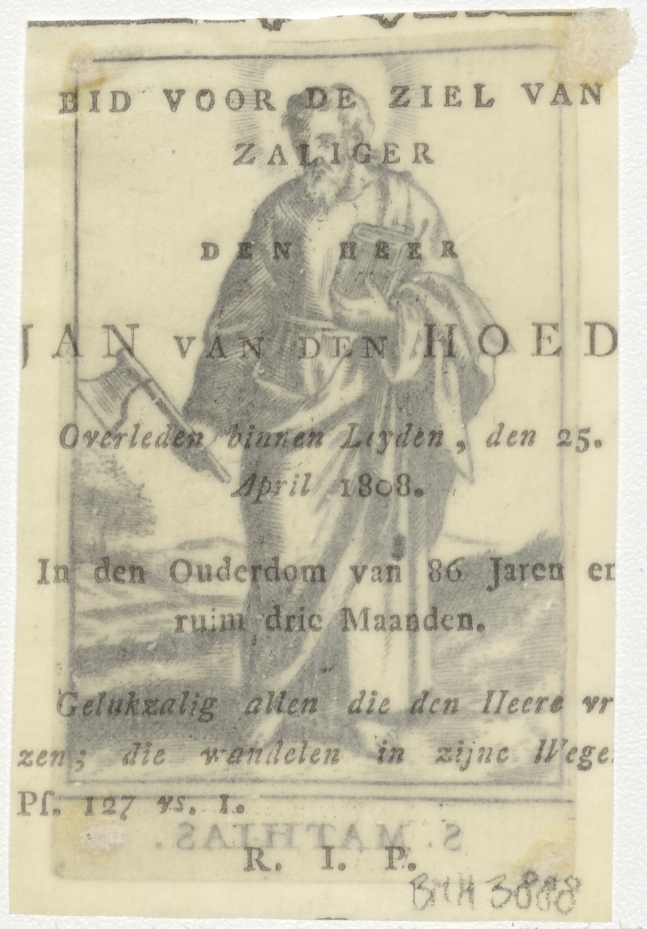 BID VOOR DE ZIEL VAN
ZALIGER
DEN HEER
JAN VAN DEN HOED
Overleden binnen Leyden, den 25.
April 1808.
In den Ouderdom van 86 Jaren en
ruim drie Maanden.
Gelukzalig allen die den Heere vr
zen; die wandelen in zijne Wege
Pſ. 127 vs. 1.
S. MATHIAS.
R. I. P.
BMH 3888